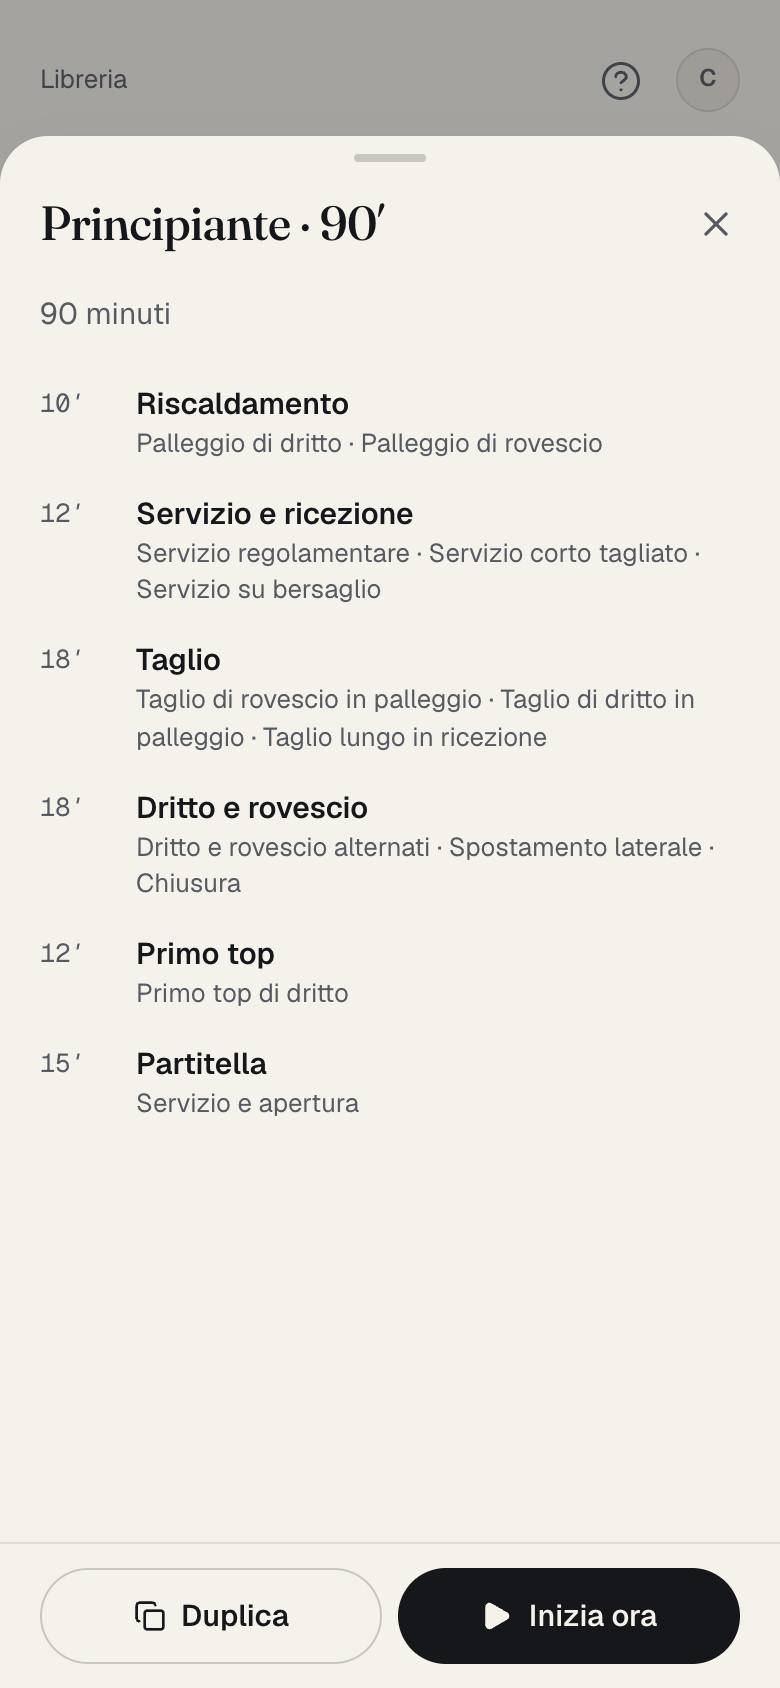 Libreria
?
C
Principiante · 90′
90 minuti
10′
Riscaldamento
Palleggio di dritto · Palleggio di rovescio
12′
Servizio e ricezione
Servizio regolamentare · Servizio corto tagliato ·
Servizio su bersaglio
18′
Taglio
Taglio di rovescio in palleggio · Taglio di dritto in
palleggio · Taglio lungo in ricezione
18′
Dritto e rovescio
Dritto e rovescio alternati · Spostamento laterale ·
Chiusura
12′
Primo top
Primo top di dritto
15′
Partitella
Servizio e apertura
Duplica
Inizia ora